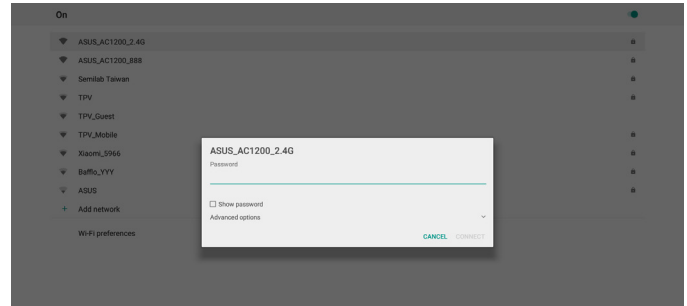 On
ASUS_AC1200_2.4G
ASUS_AC1200_888
Semilab Taiwan
TPV
TPV_Guest
TPV_Mobile
Xiaomi_5966
Baffio_YYY
ASUS
Add network
Wi-Fi preferences
ASUS_AC1200_2.4G
Password
Show password
Advanced options
CANCEL CONNECT